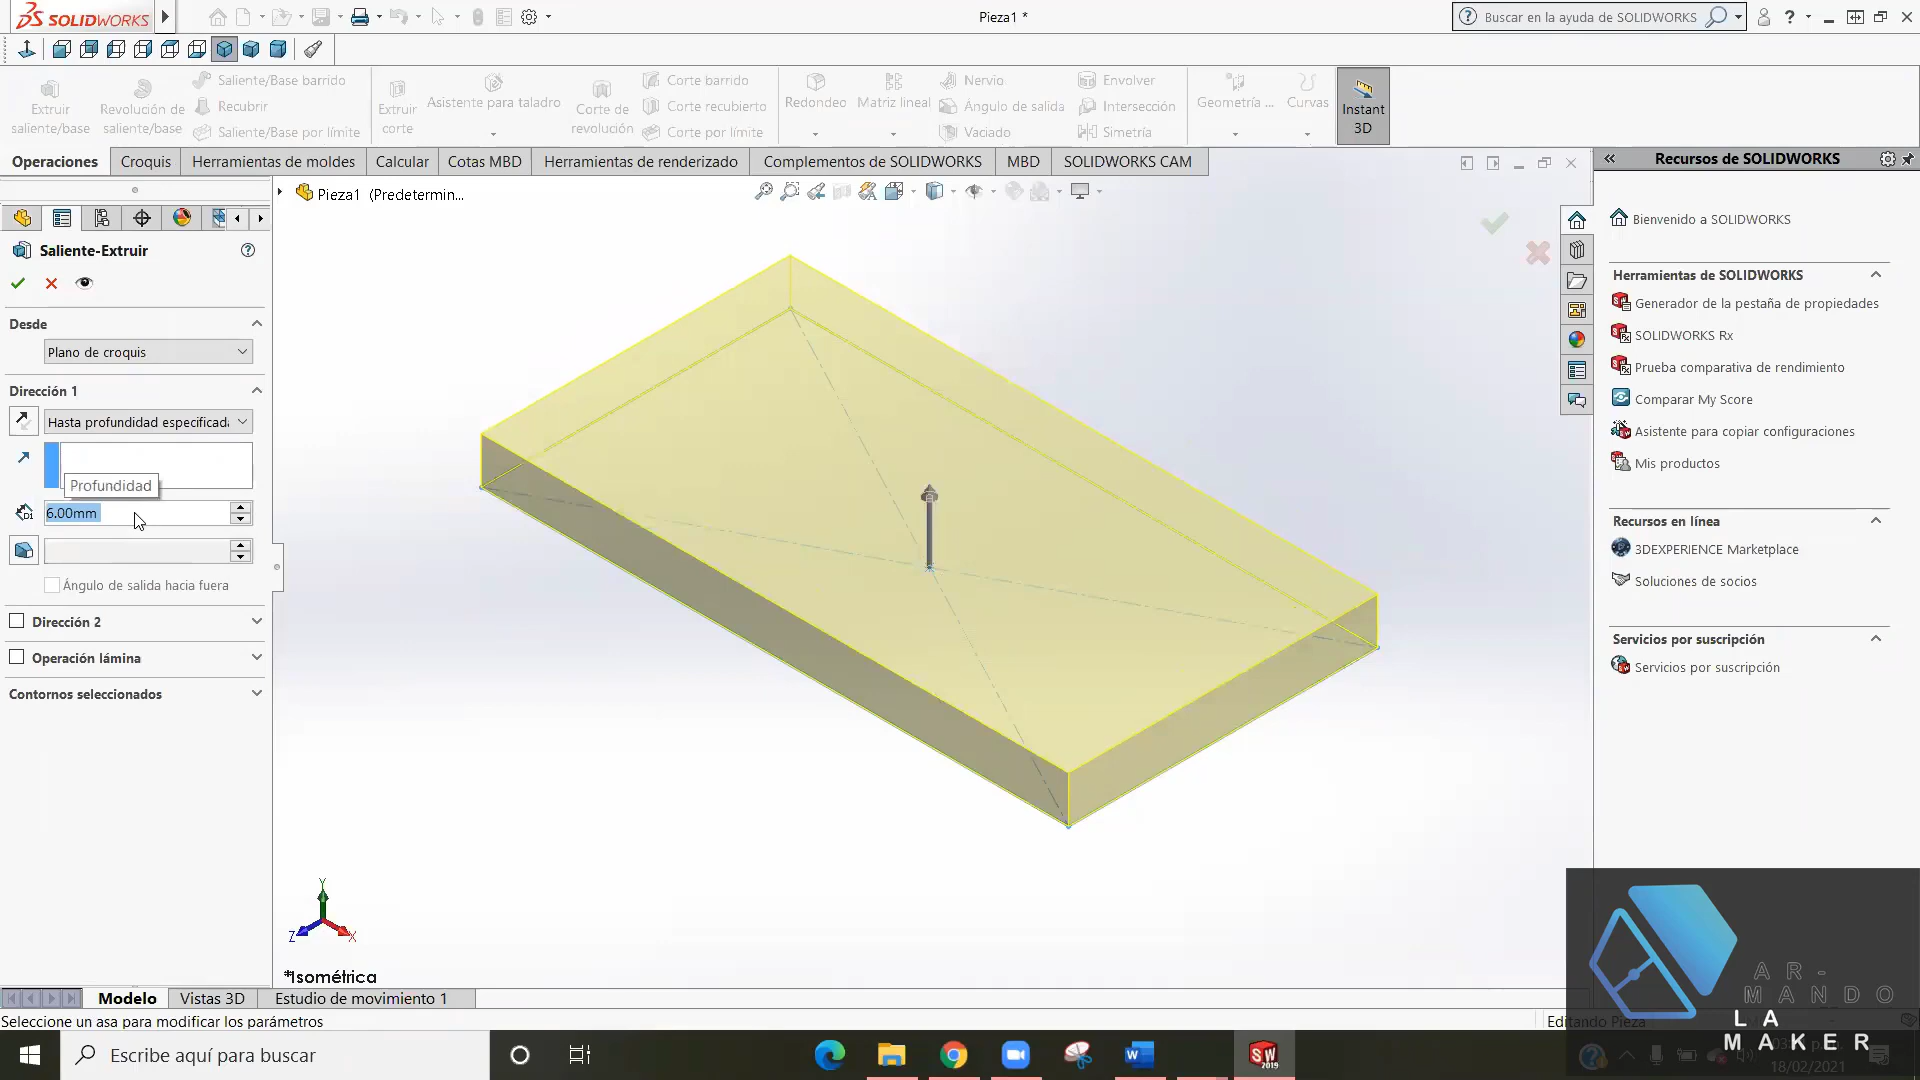 SOLIDWORKS
Pieza1 *
Buscar en la ayuda de SOLIDWORKS
Extruir saliente/base
Revolución de saliente/base
Saliente/Base barrido
Recubrir
Saliente/Base por límite
Extruir corte
Asistente para taladro
Corte de revolución
Corte barrido
Corte recubierto
Corte por límite
Redondeo
Matriz lineal
Nervio
Ángulo de salida
Vaciado
Envolver
Intersección
Simetría
Geometría ...
Curvas
Instant 3D
Operaciones
Croquis
Herramientas de moldes
Calcular
Cotas MBD
Herramientas de renderizado
Complementos de SOLIDWORKS
MBD
SOLIDWORKS CAM
Recursos de SOLIDWORKS
Pieza1 (Predetermin...
Saliente-Extruir
Desde
Plano de croquis
Dirección 1
Hasta profundidad especificada
Profundidad
6.00mm
Ángulo de salida hacia fuera
Dirección 2
Operación lámina
Contornos seleccionados
Bienvenido a SOLIDWORKS
Herramientas de SOLIDWORKS
Generador de la pestaña de propiedades
SOLIDWORKS Rx
Prueba comparativa de rendimiento
Comparar My Score
Asistente para copiar configuraciones
Mis productos
Recursos en línea
3DEXPERIENCE Marketplace
Soluciones de socios
Servicios por suscripción
Servicios por suscripción
Y
Z
X
*Isométrica
Modelo
Vistas 3D
Estudio de movimiento 1
Seleccione un asa para modificar los parámetros
Editando Pieza
AR-
MANDO
LA
MAKER
Escribe aquí para buscar
SW
2019
18/02/2021